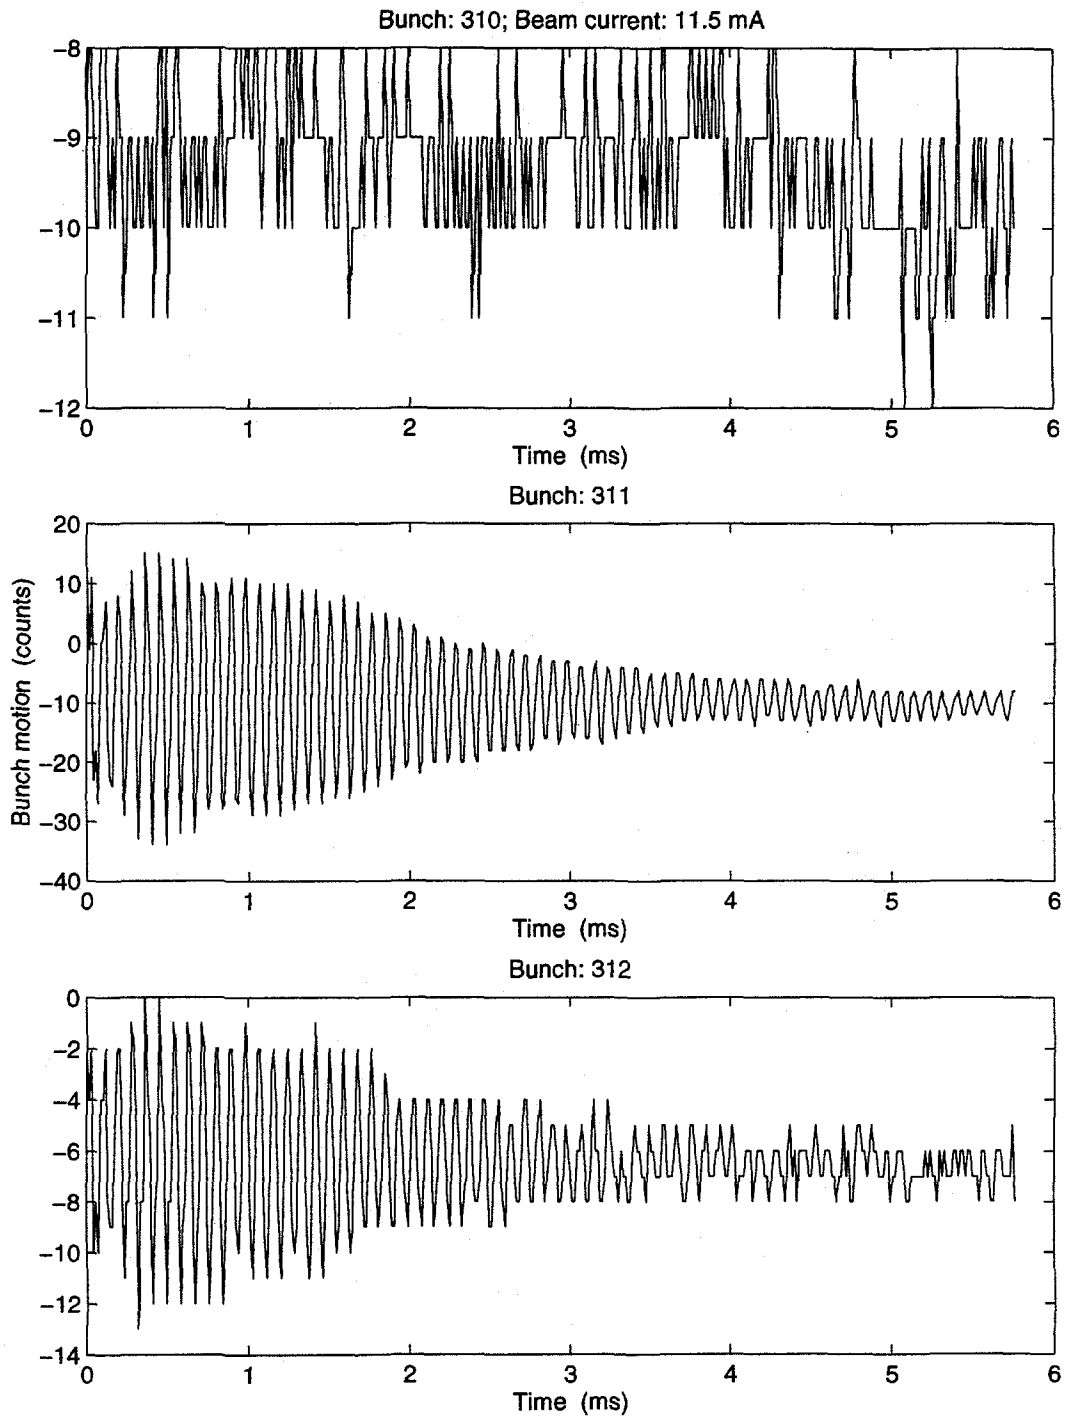 Bunch: 310; Beam current: 11.5 mA
−8
−9
−10
−11
−12
0 1 2 3 4 5 6
Time (ms)
Bunch: 311
Bunch motion (counts)
20
10
0
−10
−20
−30
−40
0 1 2 3 4 5 6
Time (ms)
Bunch: 312
0
−2
−4
−6
−8
−10
−12
−14
0 1 2 3 4 5 6
Time (ms)